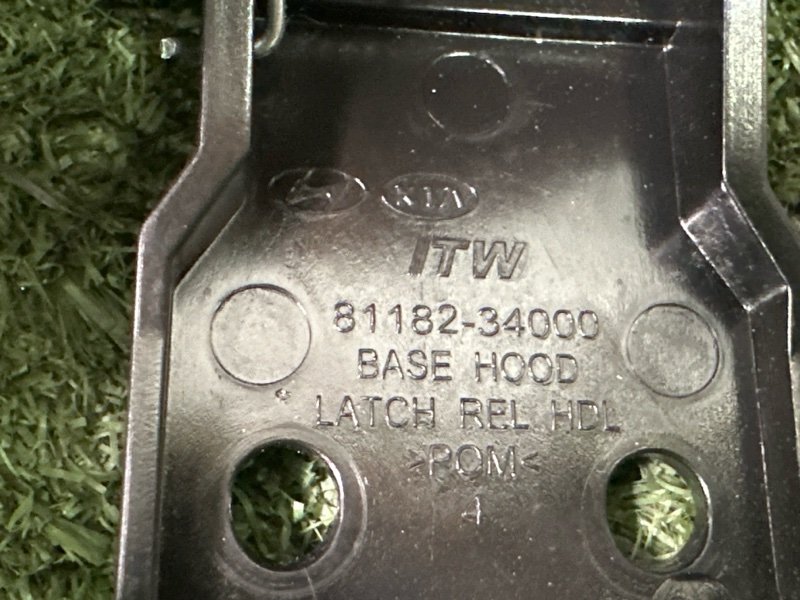 KIA
ITW
81182-34000
BASE HOOD
LATCH REL HDL
>POM<
4